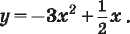 y = −3x² + 1/2 x .